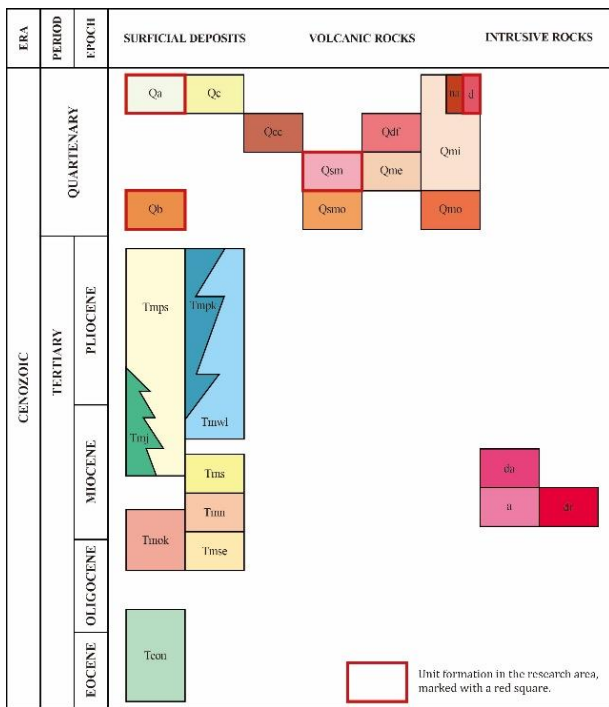 ERA
PERIOD
EPOCH
SURFICIAL DEPOSITS
VOLCANIC ROCKS
INTRUSIVE ROCKS
CENOZOIC
QUARTENARY
TERTIARY
PLIOCENE
MIOCENE
OLIGOCENE
EOCENE
Qa
Qc
na
d
Qcc
Qdf
Qmi
Qsm
Qme
Qb
Qsmo
Qmo
Tmps
Tmpk
Tmwl
Tmj
Tms
da
Tmn
a
Tmok
Tmse
Unit formation in the research area,
marked with a red square.